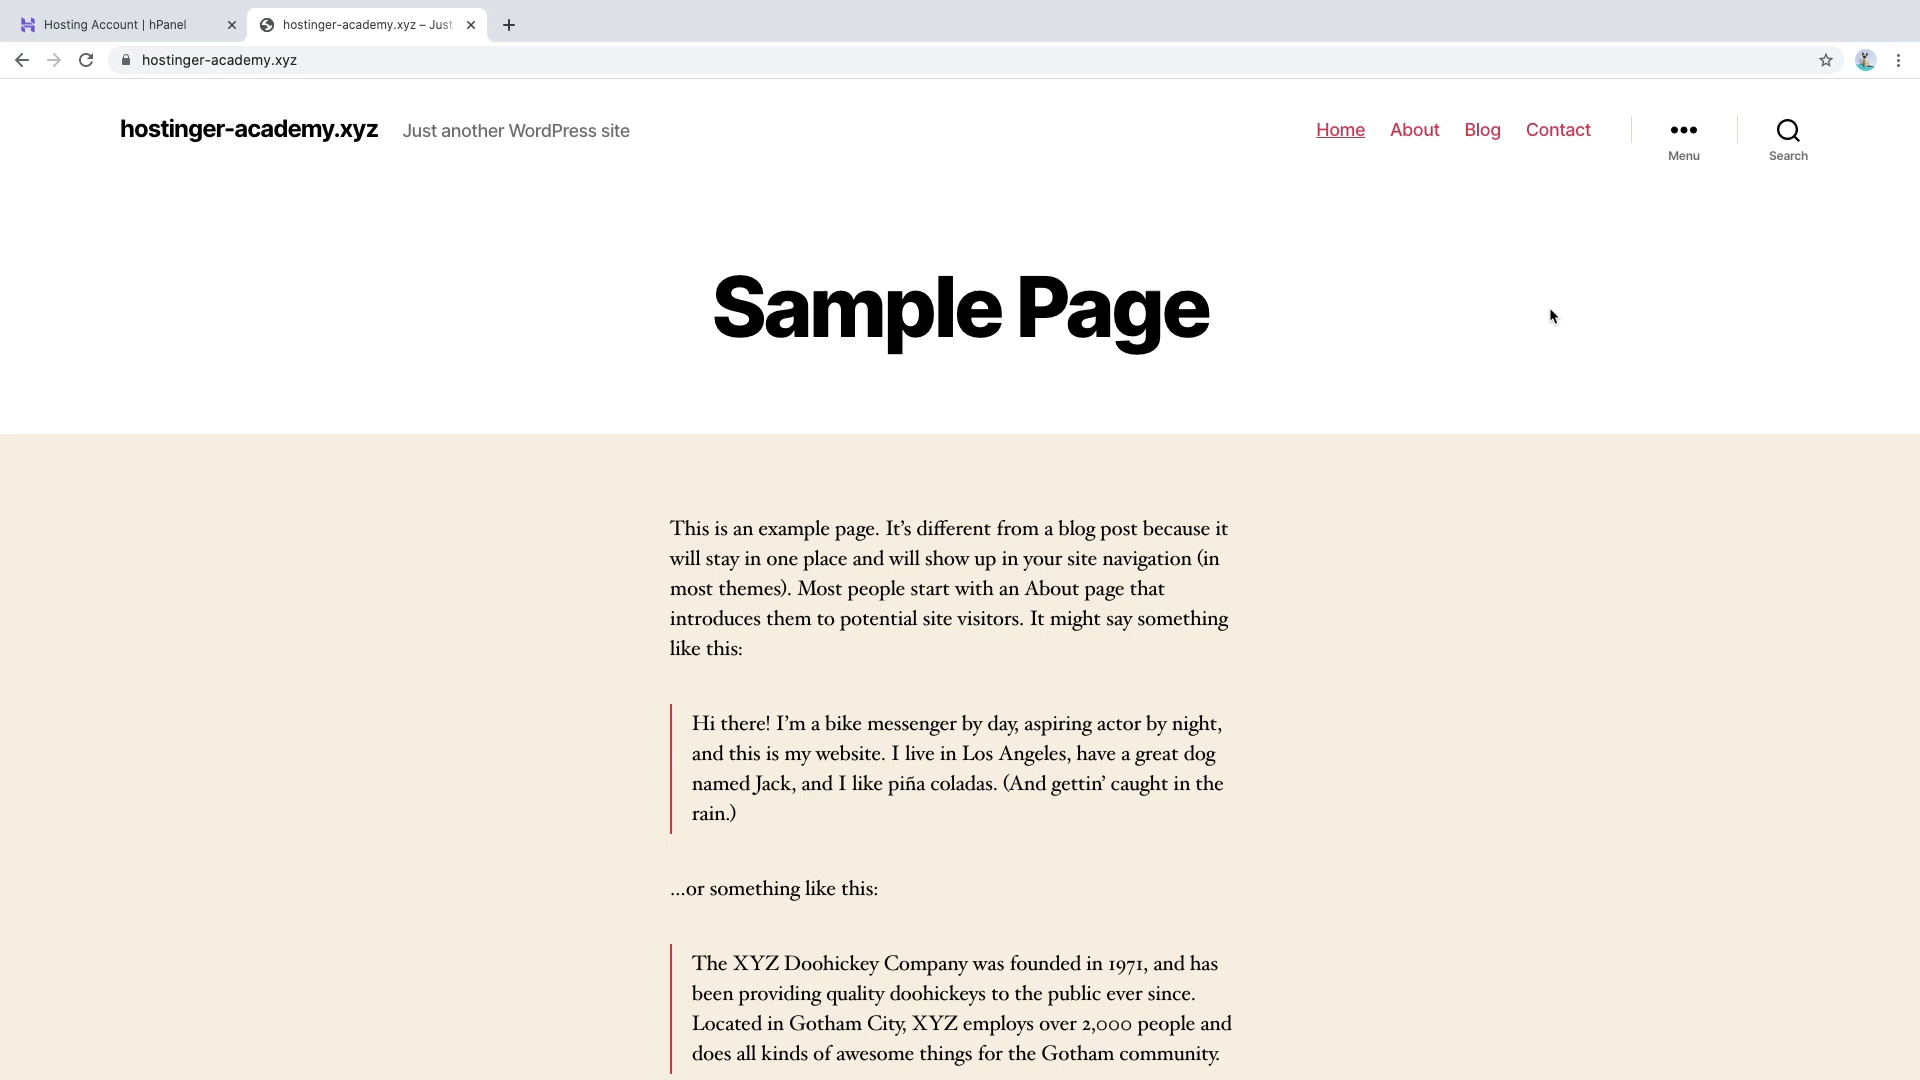 Hosting Account | hPanel
hostinger-academy.xyz – Just
hostinger-academy.xyz
hostinger-academy.xyz Just another WordPress site
Home About Blog Contact
Menu
Search
Sample Page
This is an example page. It’s different from a blog post because it
will stay in one place and will show up in your site navigation (in
most themes). Most people start with an About page that
introduces them to potential site visitors. It might say something
like this:
Hi there! I’m a bike messenger by day, aspiring actor by night,
and this is my website. I live in Los Angeles, have a great dog
named Jack, and I like piña coladas. (And gettin’ caught in the
rain.)
…or something like this:
The XYZ Doohickey Company was founded in 1971, and has
been providing quality doohickeys to the public ever since.
Located in Gotham City, XYZ employs over 2,000 people and
does all kinds of awesome things for the Gotham community.